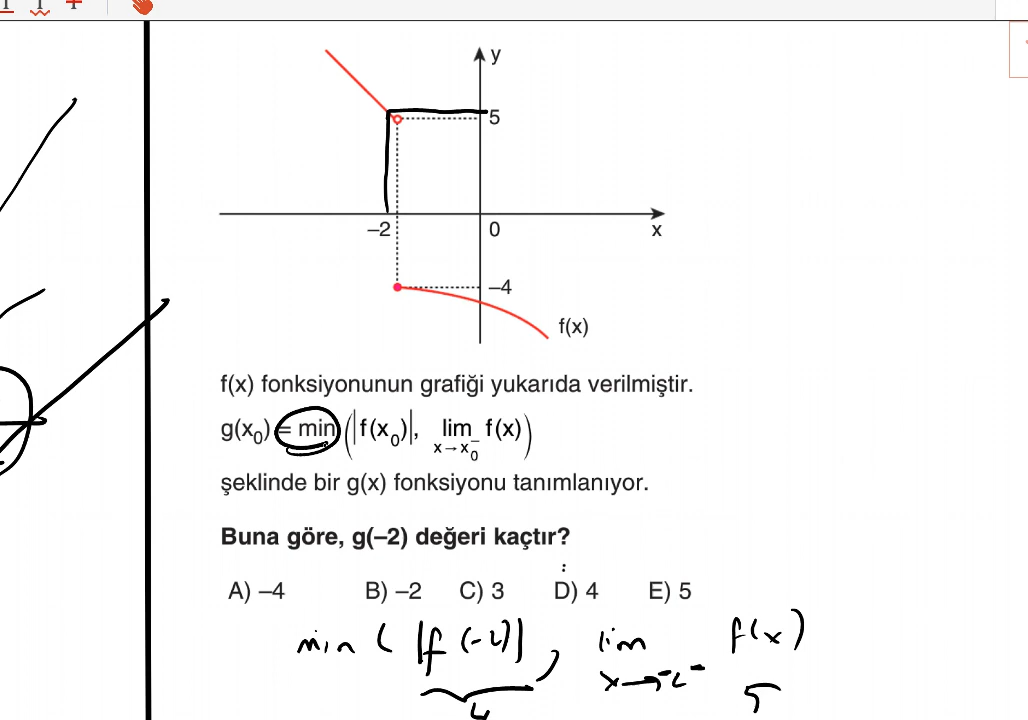 y
5
–2 0 x
–4
f(x)
f(x) fonksiyonunun grafiği yukarıda verilmiştir.
g(x₀) = min (|f(x₀)|, lim f(x))
x→x₀⁻
şeklinde bir g(x) fonksiyonu tanımlanıyor.
Buna göre, g(–2) değeri kaçtır?
A) –4 B) –2 C) 3 D) 4 E) 5
min ( |f(-2)| , lim f(x)
x→-2⁻
4 5